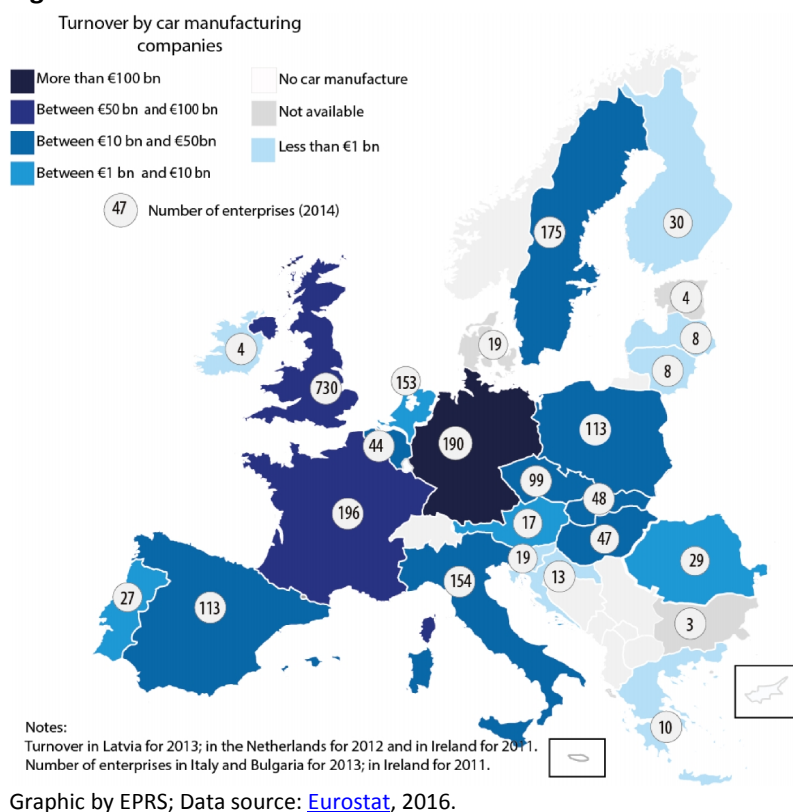 Turnover by car manufacturing
companies
More than €100 bn
Between €50 bn and €100 bn
Between €10 bn and €50bn
Between €1 bn and €10 bn
No car manufacture
Not available
Less than €1 bn
47 Number of enterprises (2014)
175
30
4
8
8
19
4
730
153
44
190
113
99
48
196
17
47
19
13
29
154
27
113
3
10
Notes:
Turnover in Latvia for 2013; in the Netherlands for 2012 and in Ireland for 2011.
Number of enterprises in Italy and Bulgaria for 2013; in Ireland for 2011.
Graphic by EPRS; Data source: Eurostat, 2016.